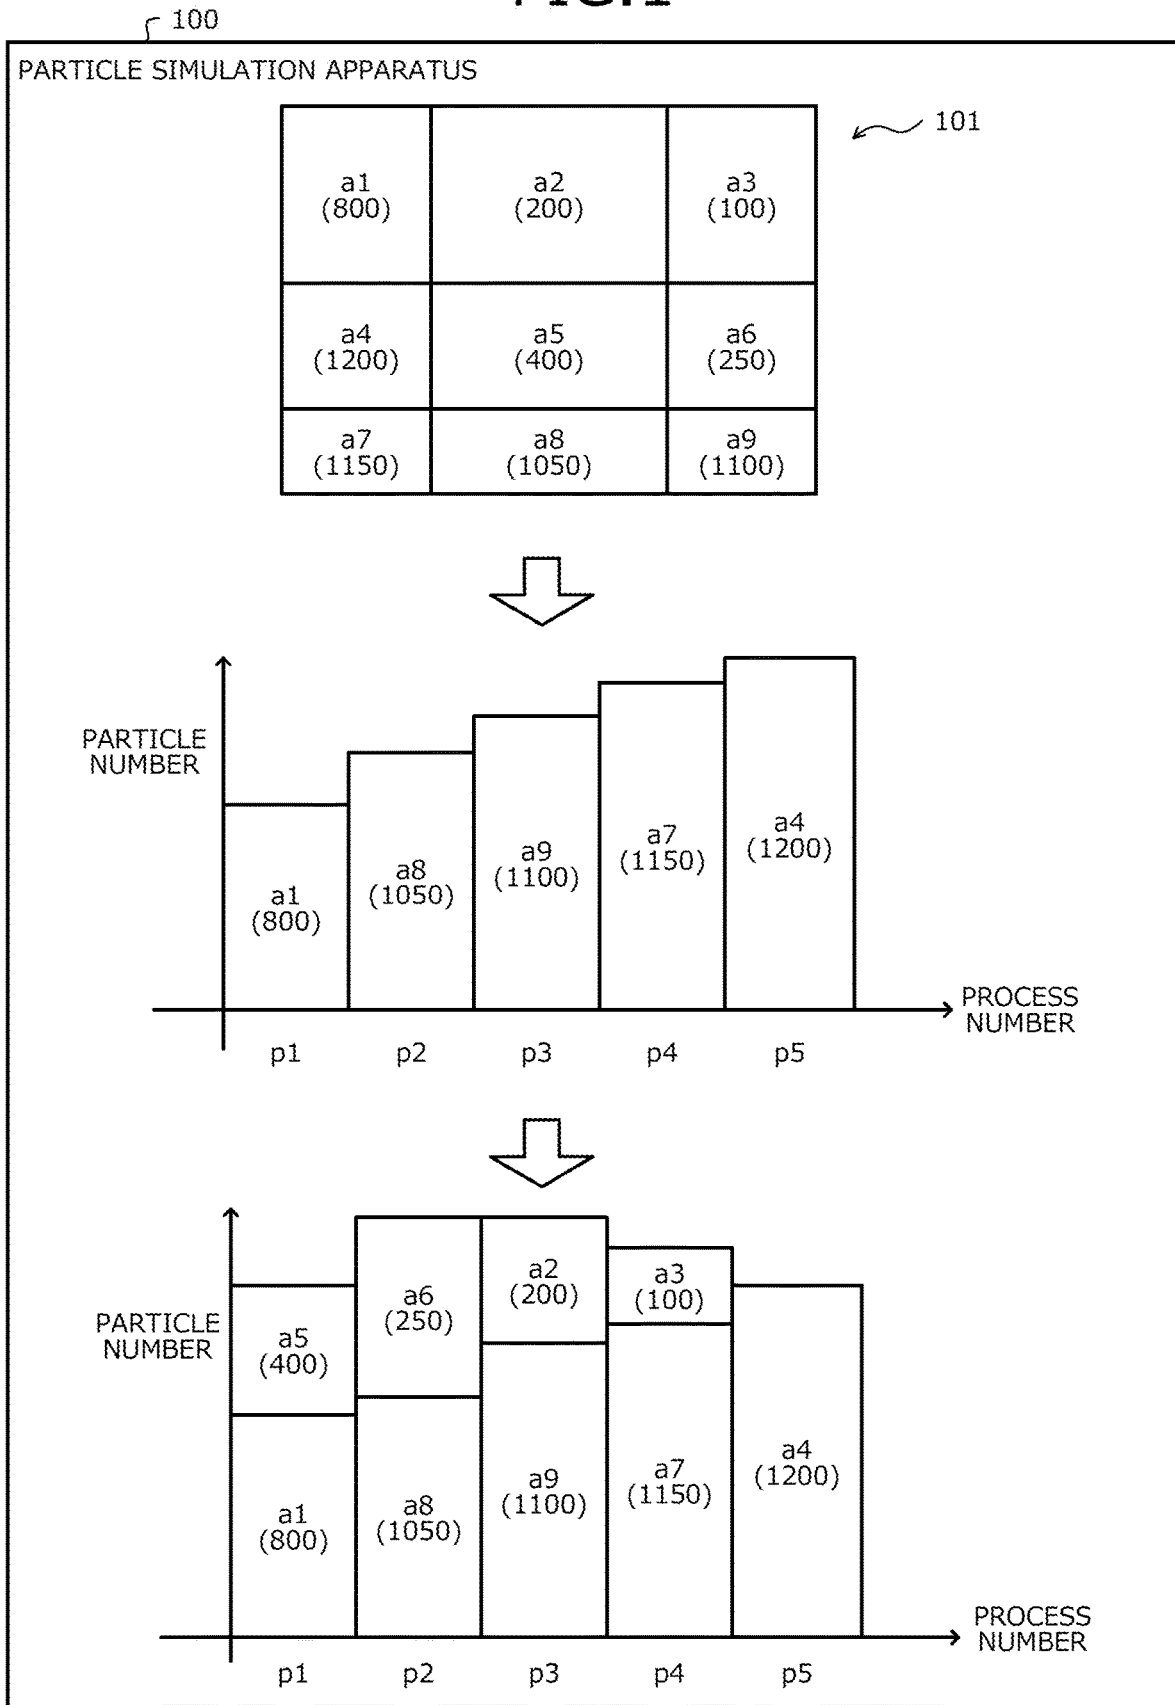 100
PARTICLE SIMULATION APPARATUS
101
a1
(800)
a2
(200)
a3
(100)
a4
(1200)
a5
(400)
a6
(250)
a7
(1150)
a8
(1050)
a9
(1100)
PARTICLE
NUMBER
a1
(800)
a8
(1050)
a9
(1100)
a7
(1150)
a4
(1200)
PROCESS
NUMBER
p1
p2
p3
p4
p5
PARTICLE
NUMBER
a5
(400)
a1
(800)
a6
(250)
a8
(1050)
a2
(200)
a9
(1100)
a3
(100)
a7
(1150)
a4
(1200)
PROCESS
NUMBER
p1
p2
p3
p4
p5